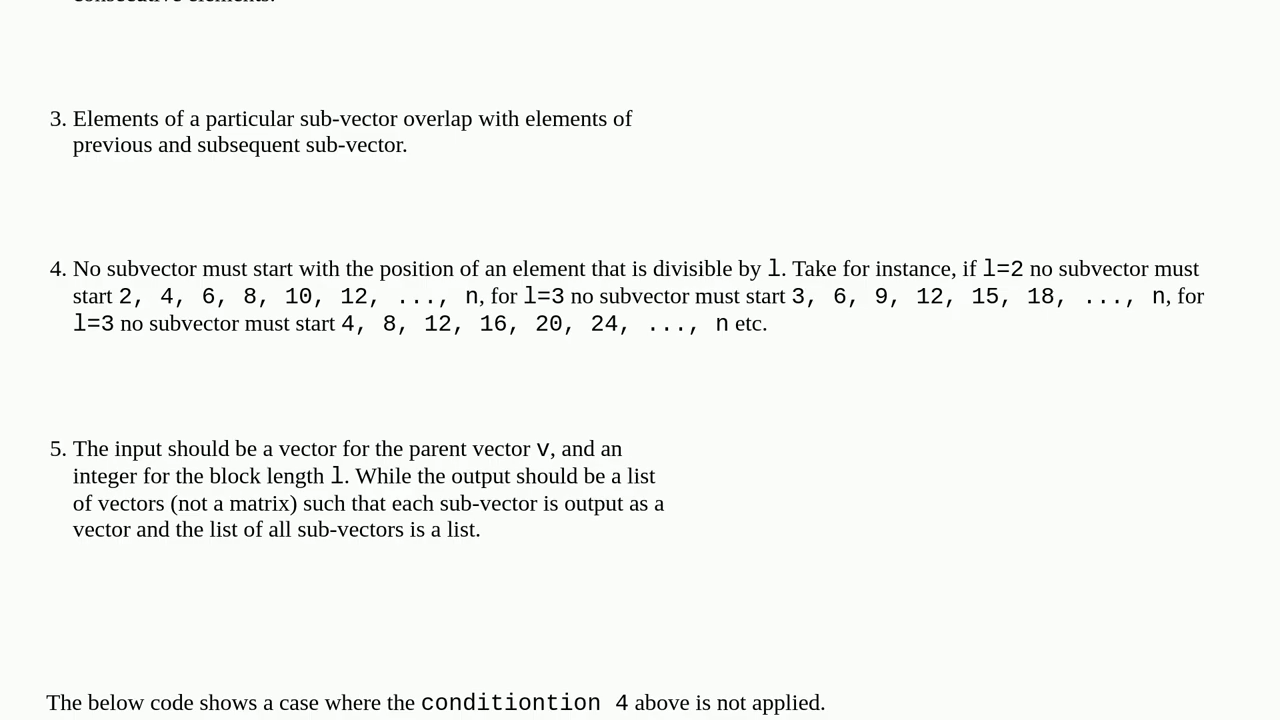 3. Elements of a particular sub-vector overlap with elements of
previous and subsequent sub-vector.
4. No subvector must start with the position of an element that is divisible by l. Take for instance, if l=2 no subvector must
start 2, 4, 6, 8, 10, 12, ..., n, for l=3 no subvector must start 3, 6, 9, 12, 15, 18, ..., n, for
l=3 no subvector must start 4, 8, 12, 16, 20, 24, ..., n etc.
5. The input should be a vector for the parent vector v, and an
integer for the block length l. While the output should be a list
of vectors (not a matrix) such that each sub-vector is output as a
vector and the list of all sub-vectors is a list.
The below code shows a case where the conditiontion 4 above is not applied.